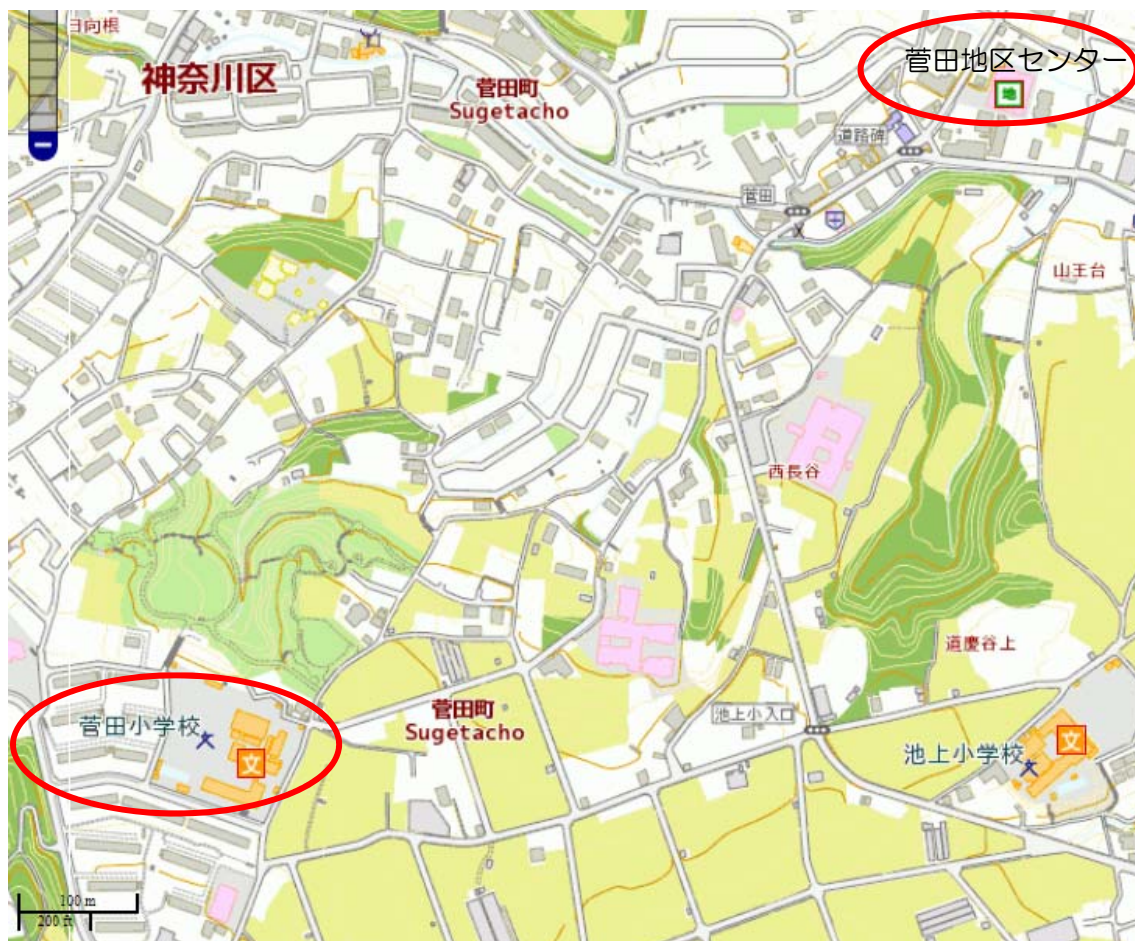 日向根
神奈川区
菅田町
Sugetacho
菅田地区センター
地
道路碑
菅田
山王台
西長谷
道慶谷上
菅田小学校
文
菅田町
Sugetacho
池上小入口
池上小学校
文
100 m
200 ft